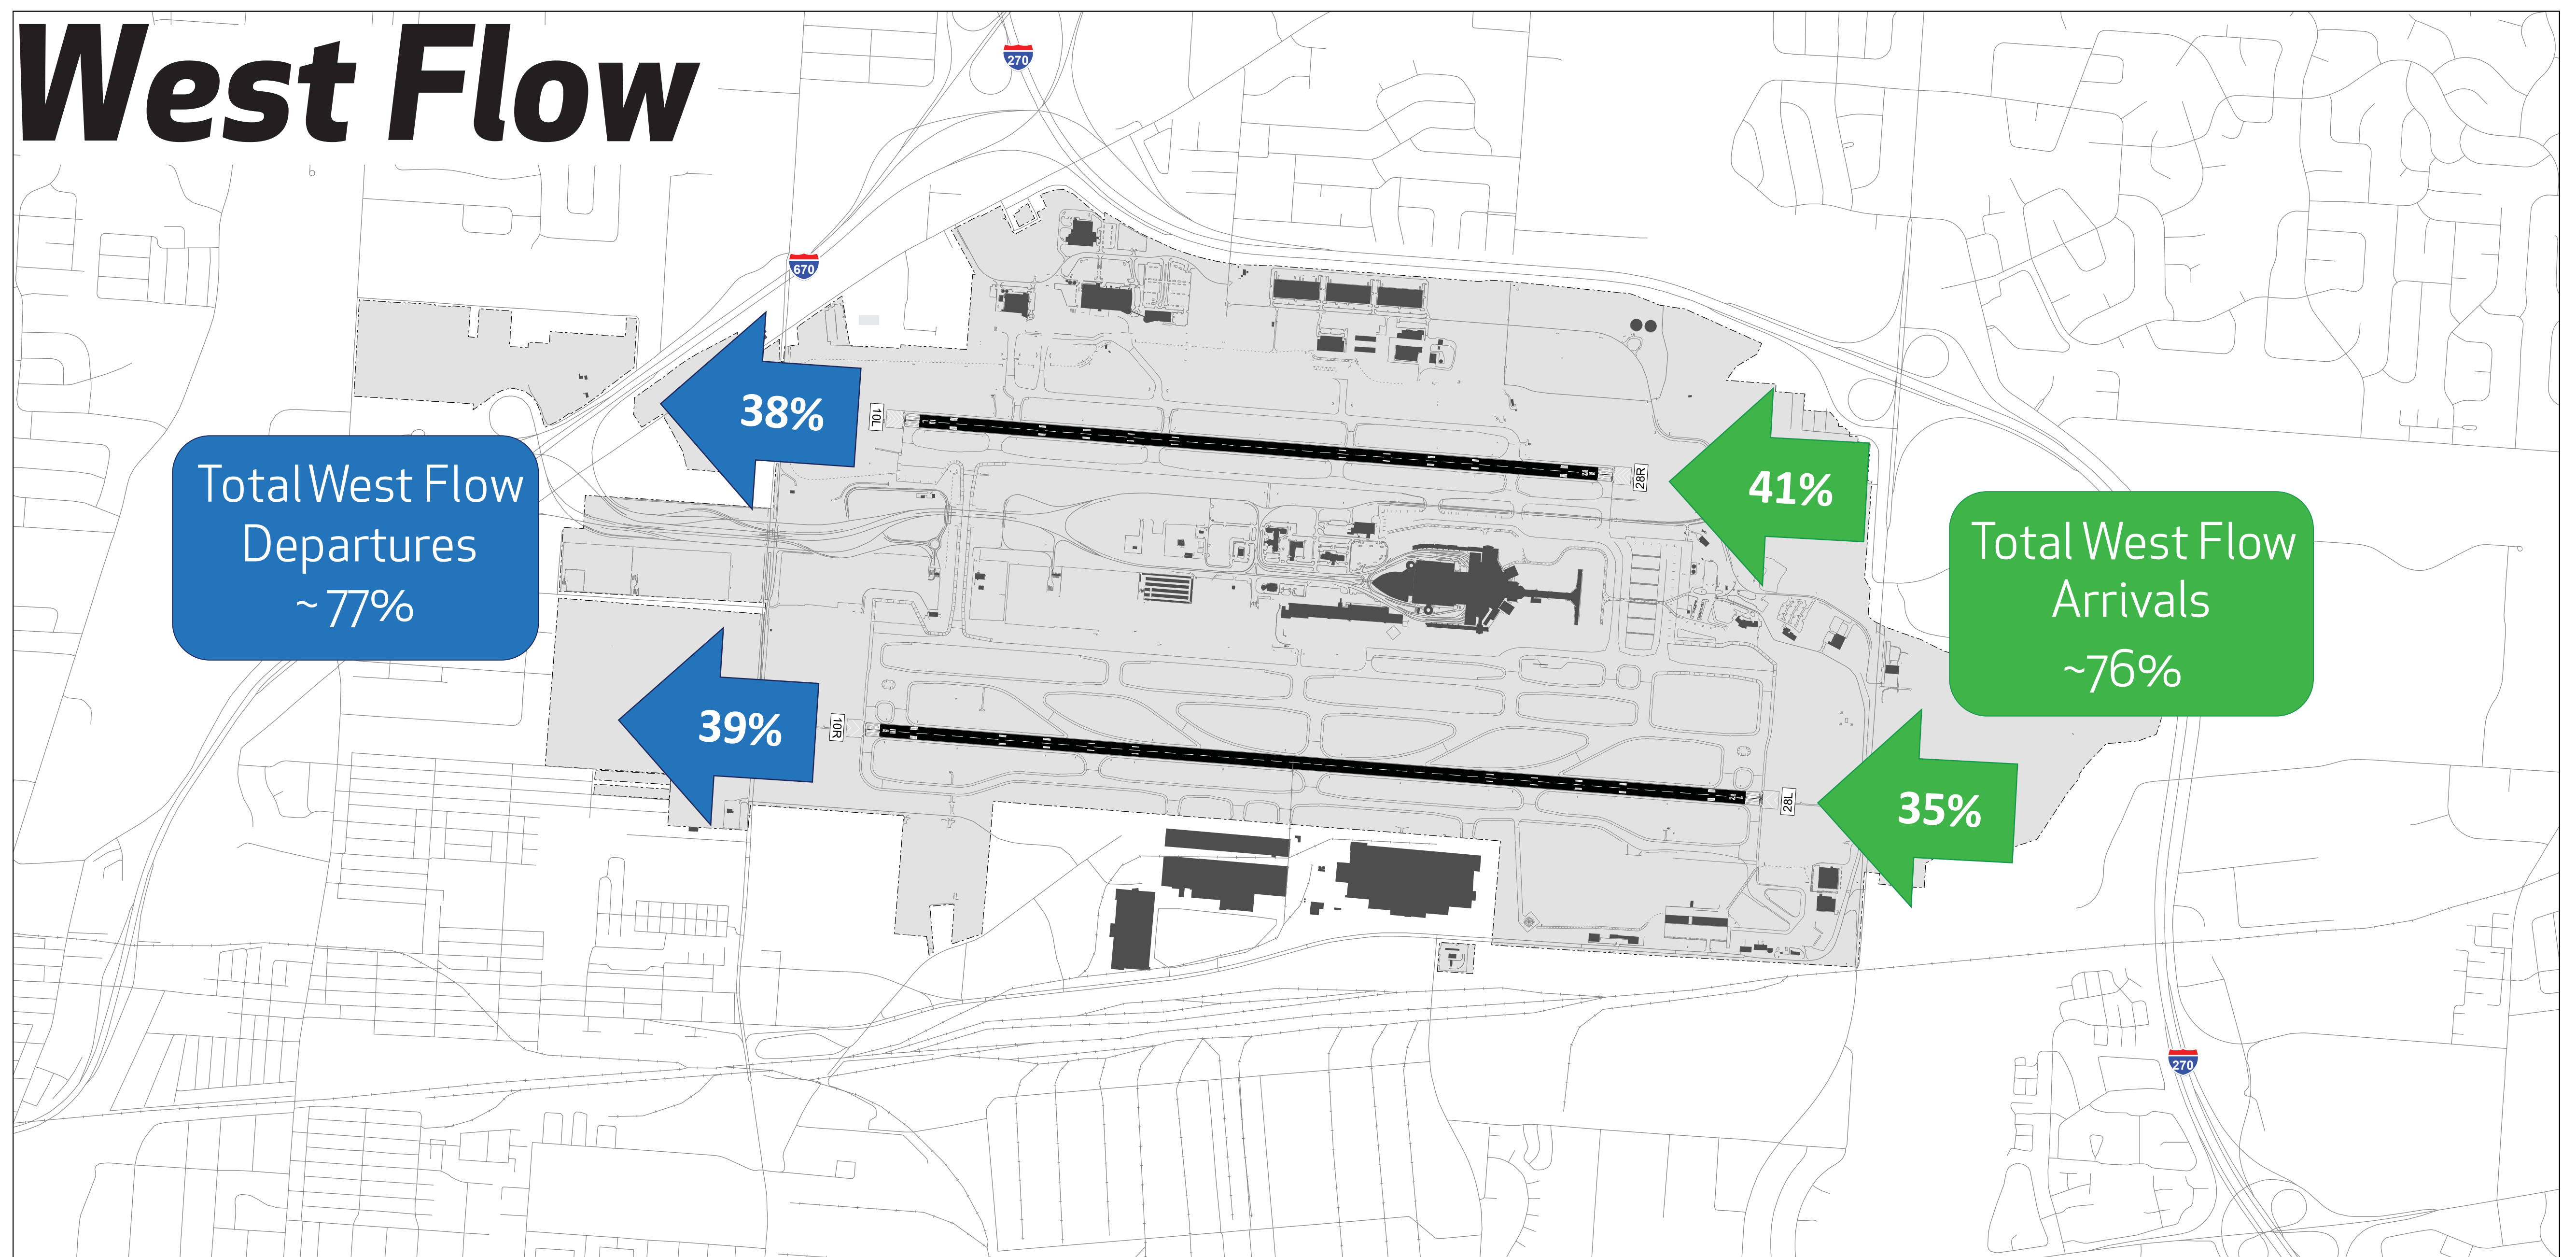 West Flow
270
670
38%
10L
28R
41%
Total West Flow
Departures
~ 77%
Total West Flow
Arrivals
~76%
39%
10R
28L
35%
270